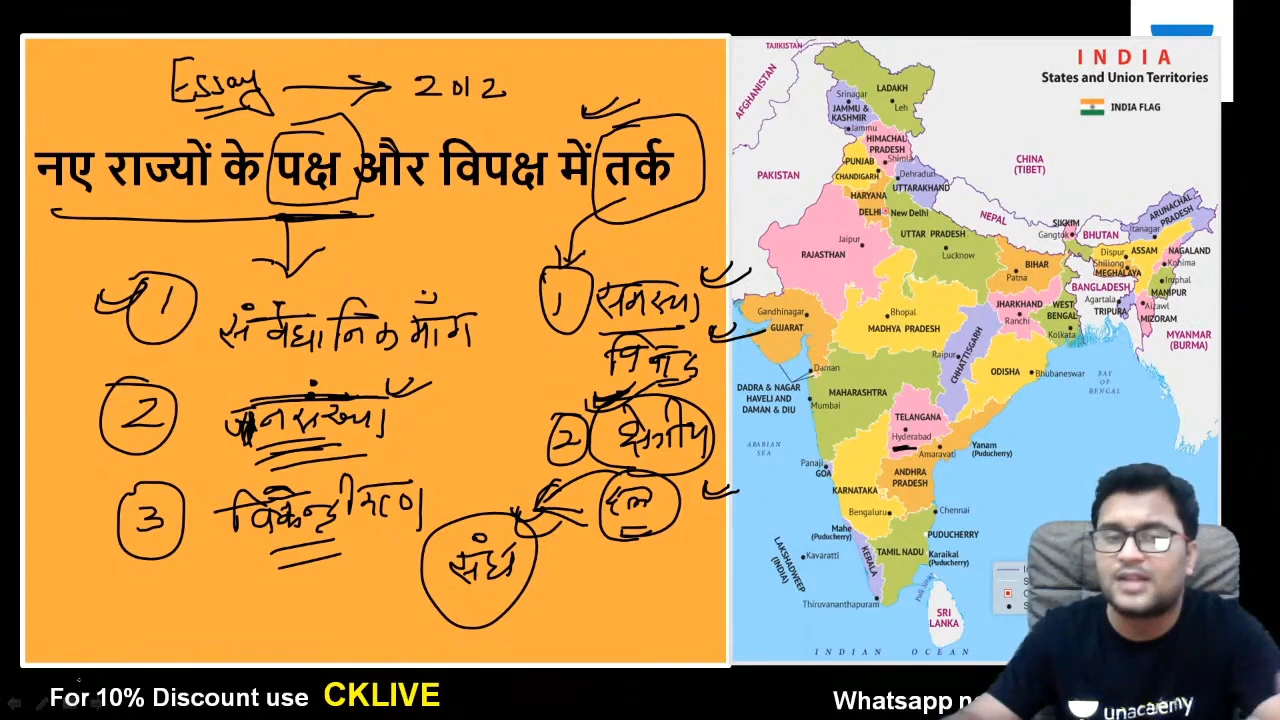 Essay → 2012
नए राज्यों के पक्ष और विपक्ष में तर्क
1 संवैधानिक माँग
2 जनसंख्या
3 विकेन्द्रीकरण
1 समस्या
2 क्षेत्रीय
दल
संघ
INDIA
States and Union Territories
INDIA FLAG
TAJIKISTAN
AFGHANISTAN
PAKISTAN
CHINA
(TIBET)
NEPAL
BHUTAN
BANGLADESH
MYANMAR
(BURMA)
SRI
LANKA
LADAKH
Leh
Srinagar
JAMMU &
KASHMIR
Jammu
HIMACHAL
PRADESH
Shimla
PUNJAB
CHANDIGARH
Dehradun
UTTARAKHAND
HARYANA
DELHI
New Delhi
UTTAR PRADESH
Lucknow
Jaipur
RAJASTHAN
BIHAR
Patna
SIKKIM
Gangtok
ARUNACHAL
PRADESH
Itanagar
Dispur
ASSAM
NAGALAND
Kohima
Shillong
MEGHALAYA
Imphal
MANIPUR
Agartala
TRIPURA
Aizawl
MIZORAM
JHARKHAND
Ranchi
WEST
BENGAL
Kolkata
Gandhinagar
GUJARAT
Bhopal
MADHYA PRADESH
Raipur
CHHATTISGARH
ODISHA
Bhubaneswar
Daman
DADRA & NAGAR
HAVELI AND
DAMAN & DIU
Mumbai
MAHARASHTRA
TELANGANA
Hyderabad
Amaravati
Yanam
(Puducherry)
ANDHRA
PRADESH
Panaji
GOA
KARNATAKA
Bengaluru
Chennai
Mahe
(Puducherry)
PUDUCHERRY
KERALA
TAMIL NADU
Karaikal
(Puducherry)
LAKSHADWEEP
(INDIA)
Kavaratti
Thiruvananthapuram
BAY
OF
BENGAL
ARABIAN
SEA
INDIAN OCEAN
For 10% Discount use CKLIVE
Whatsapp
unacademy